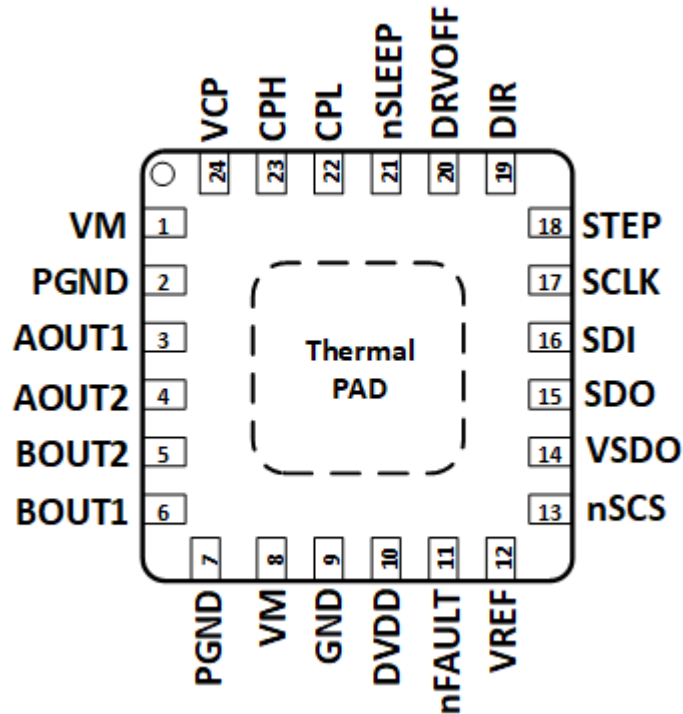 VCP CPH CPL nSLEEP DRVOFF DIR
24 23 22 21 20 19
VM 1 18 STEP
PGND 2 17 SCLK
AOUT1 3 16 SDI
Thermal
PAD
AOUT2 4 15 SDO
BOUT2 5 14 VSDO
BOUT1 6 13 nSCS
7 8 9 10 11 12
PGND VM GND DVDD nFAULT VREF